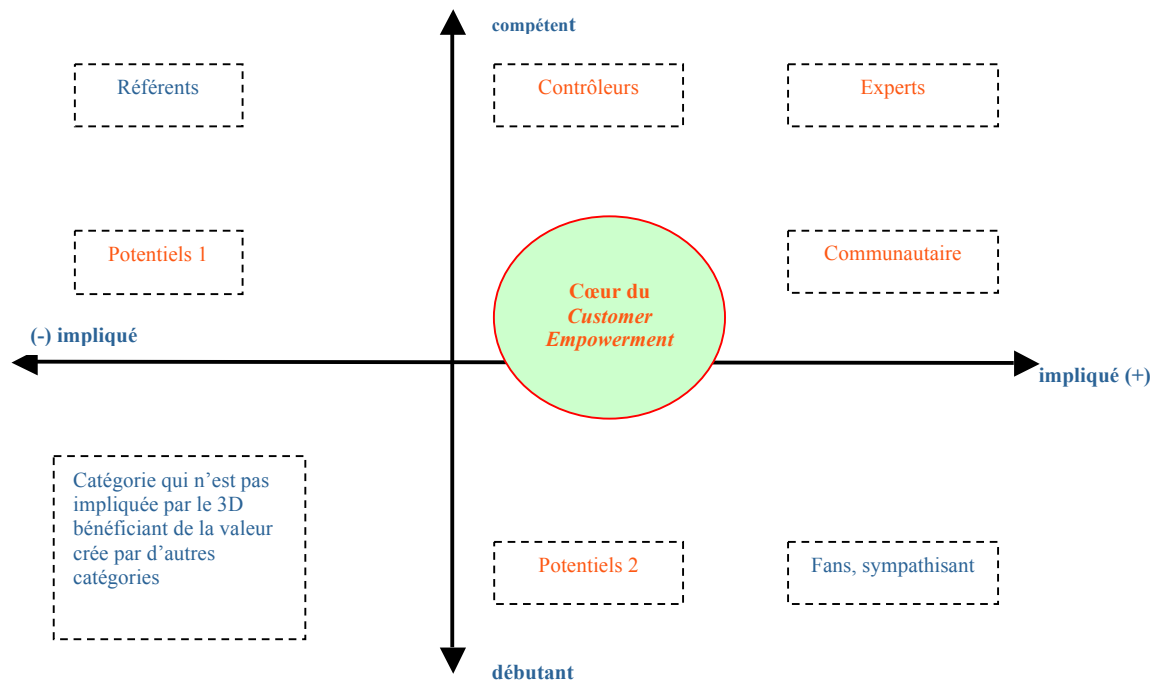 compétent
Référents
Contrôleurs
Experts
Potentiels 1
Communautaire
Cœur du
Customer
Empowerment
(-) impliqué
impliqué (+)
Catégorie qui n’est pas
impliquée par le 3D
bénéficiant de la valeur
crée par d’autres
catégories
Potentiels 2
Fans, sympathisant
débutant